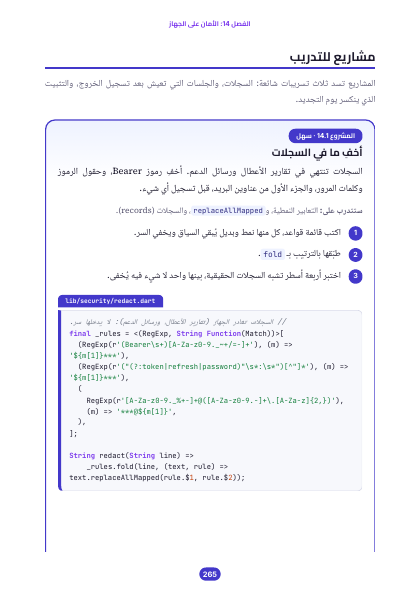 الفصل 14: الأمان على الجهاز
مشاريع للتدريب
المشاريع تسد ثلاث تسريبات شائعة: السجلات، والجلسات التي تعيش بعد تسجيل الخروج، والتثبيت
الذي ينكسر يوم التجديد.
المشروع 14.1 · سهل
أخفِ ما في السجلات
السجلات تنتهي في تقارير الأعطال ورسائل الدعم. أخفِ رموز Bearer، وحقول الرموز
وكلمات المرور، والجزء الأول من عناوين البريد، قبل تسجيل أي شيء.
ستتدرب على: التعابير النمطية، و replaceAllMapped، والسجلات (records).
1 اكتب قائمة قواعد، كل منها نمط وبديل يُبقي السياق ويخفي السر.
2 طبّقها بالترتيب بـ fold.
3 اختبر أربعة أسطر تشبه السجلات الحقيقية، بينها واحد لا شيء فيه يُخفى.
lib/security/redact.dart
// السجلات تغادر الجهاز (تقارير الأعطال، ورسائل الدعم): لا يدخلها سر.
final _rules = <(RegExp, String Function(Match))>[
(RegExp(r'(Bearer\s+)[A-Za-z0-9._~+/=-]+'), (m) =>
'${m[1]}***'),
(RegExp(r'("(?:token|refresh|password)"\s*:\s*")[^"]*'), (m) =>
'${m[1]}***'),
(
RegExp(r'[A-Za-z0-9._%+-]+@([A-Za-z0-9.-]+\.[A-Za-z]{2,})'),
(m) => '***@${m[1]}',
),
];
String redact(String line) =>
_rules.fold(line, (text, rule) =>
text.replaceAllMapped(rule.$1, rule.$2));
265